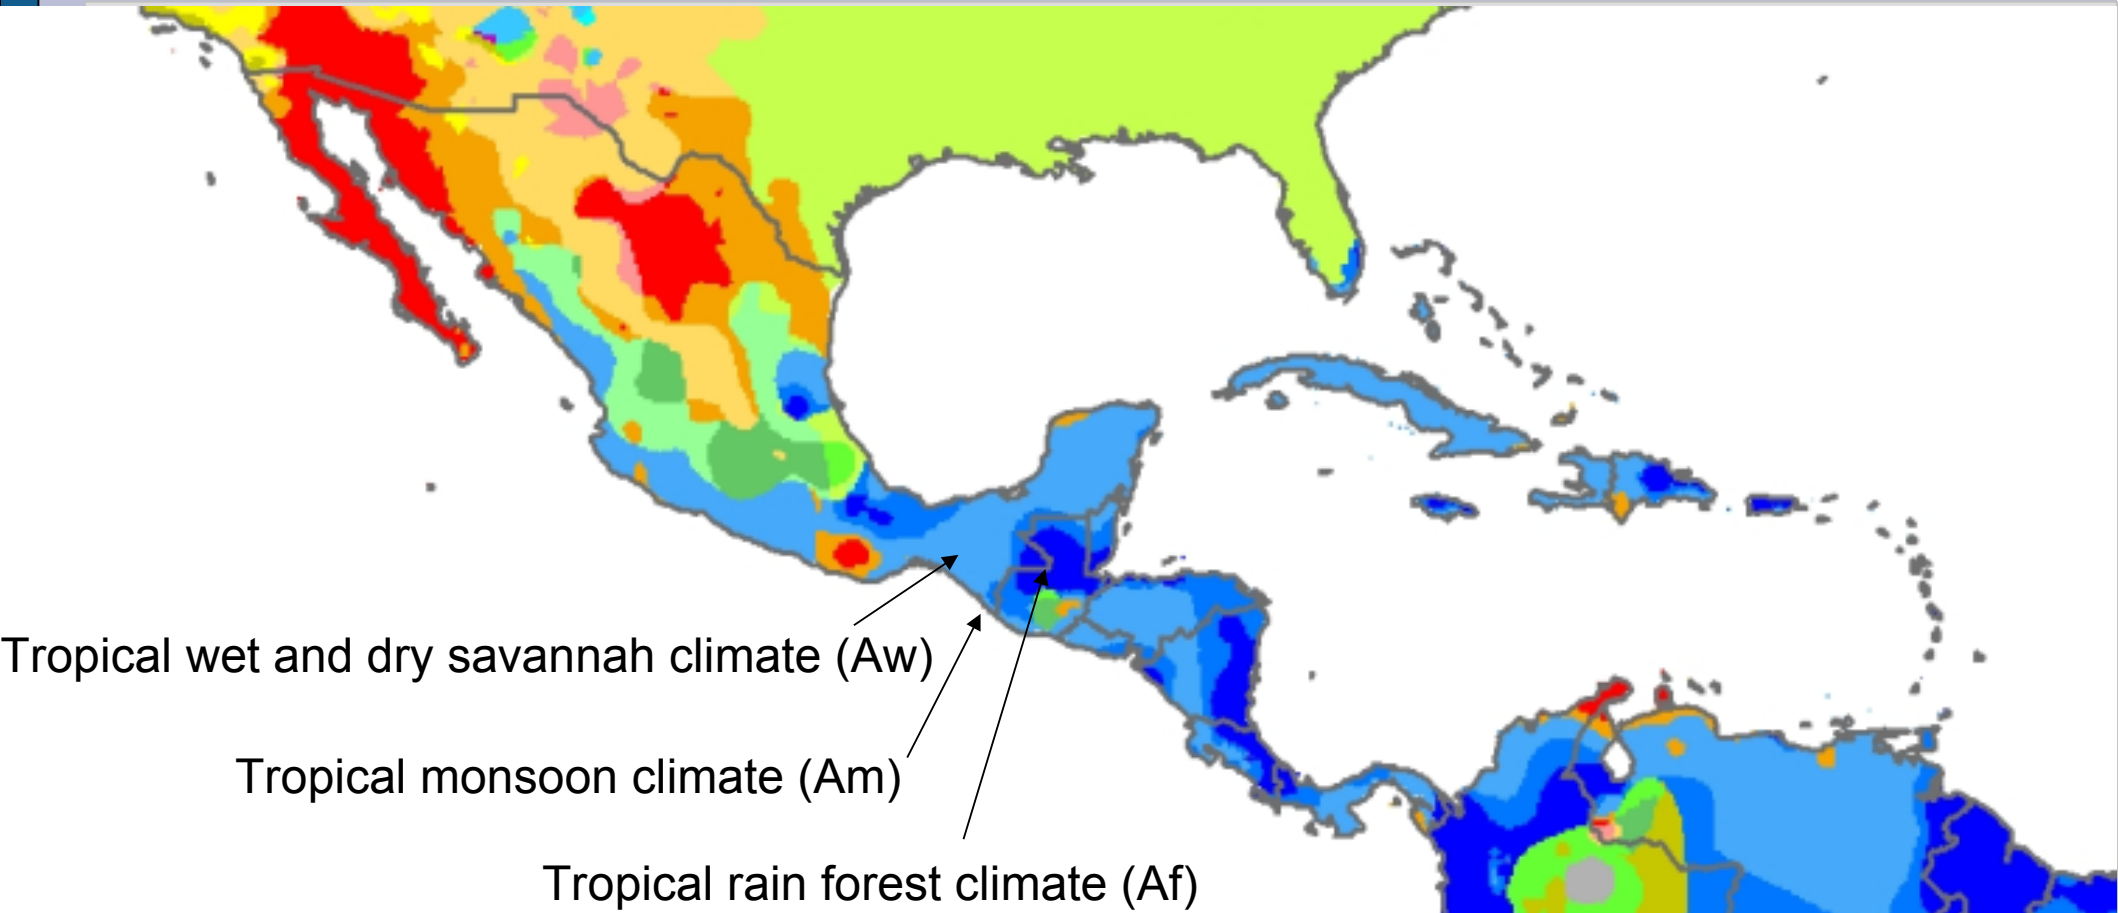 Tropical wet and dry savannah climate (Aw)
Tropical monsoon climate (Am)
Tropical rain forest climate (Af)